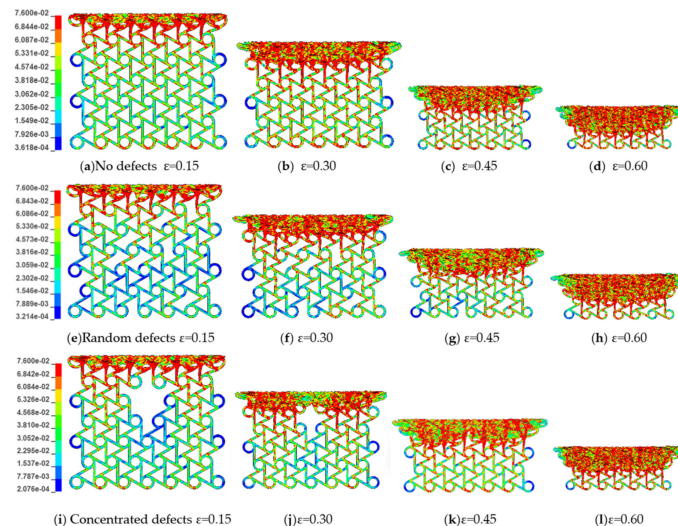 7.600e-02
6.844e-02
6.087e-02
5.331e-02
4.574e-02
3.818e-02
3.062e-02
2.305e-02
1.549e-02
7.926e-03
3.618e-04
(a)No defects ε=0.15
(b) ε=0.30
(c) ε=0.45
(d) ε=0.60
7.600e-02
6.843e-02
6.086e-02
5.330e-02
4.573e-02
3.816e-02
3.059e-02
2.302e-02
1.546e-02
7.889e-03
3.214e-04
(e)Random defects ε=0.15
(f) ε=0.30
(g) ε=0.45
(h) ε=0.60
7.600e-02
6.842e-02
6.084e-02
5.326e-02
4.568e-02
3.810e-02
3.052e-02
2.295e-02
1.537e-02
7.787e-03
2.076e-04
(i) Concentrated defects ε=0.15
(j)ε=0.30
(k)ε=0.45
(l)ε=0.60